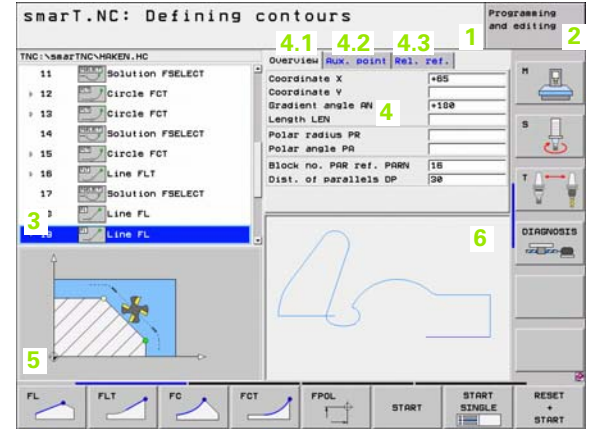 smarT.NC: Defining contours
Programming and editing
1
2
TNC:\smarTNC\HAKEN.HC
11 Solution FSELECT
12 Circle FCT
13 Circle FCT
14 Solution FSELECT
15 Circle FCT
16 Line FLT
17 Solution FSELECT
Line FL
Line FL
3
4.1
4.2
4.3
Overview Aux. point Rel. ref.
Coordinate X +65
Coordinate Y
Gradient angle AN +180
Length LEN
4
Polar radius PR
Polar angle PA
Block no. PAR ref. PARN 16
Dist. of parallels DP 30
5
6
M
S
T
DIAGNOSIS
FL
FLT
FC
FCT
FPOL
START
START SINGLE
RESET + START